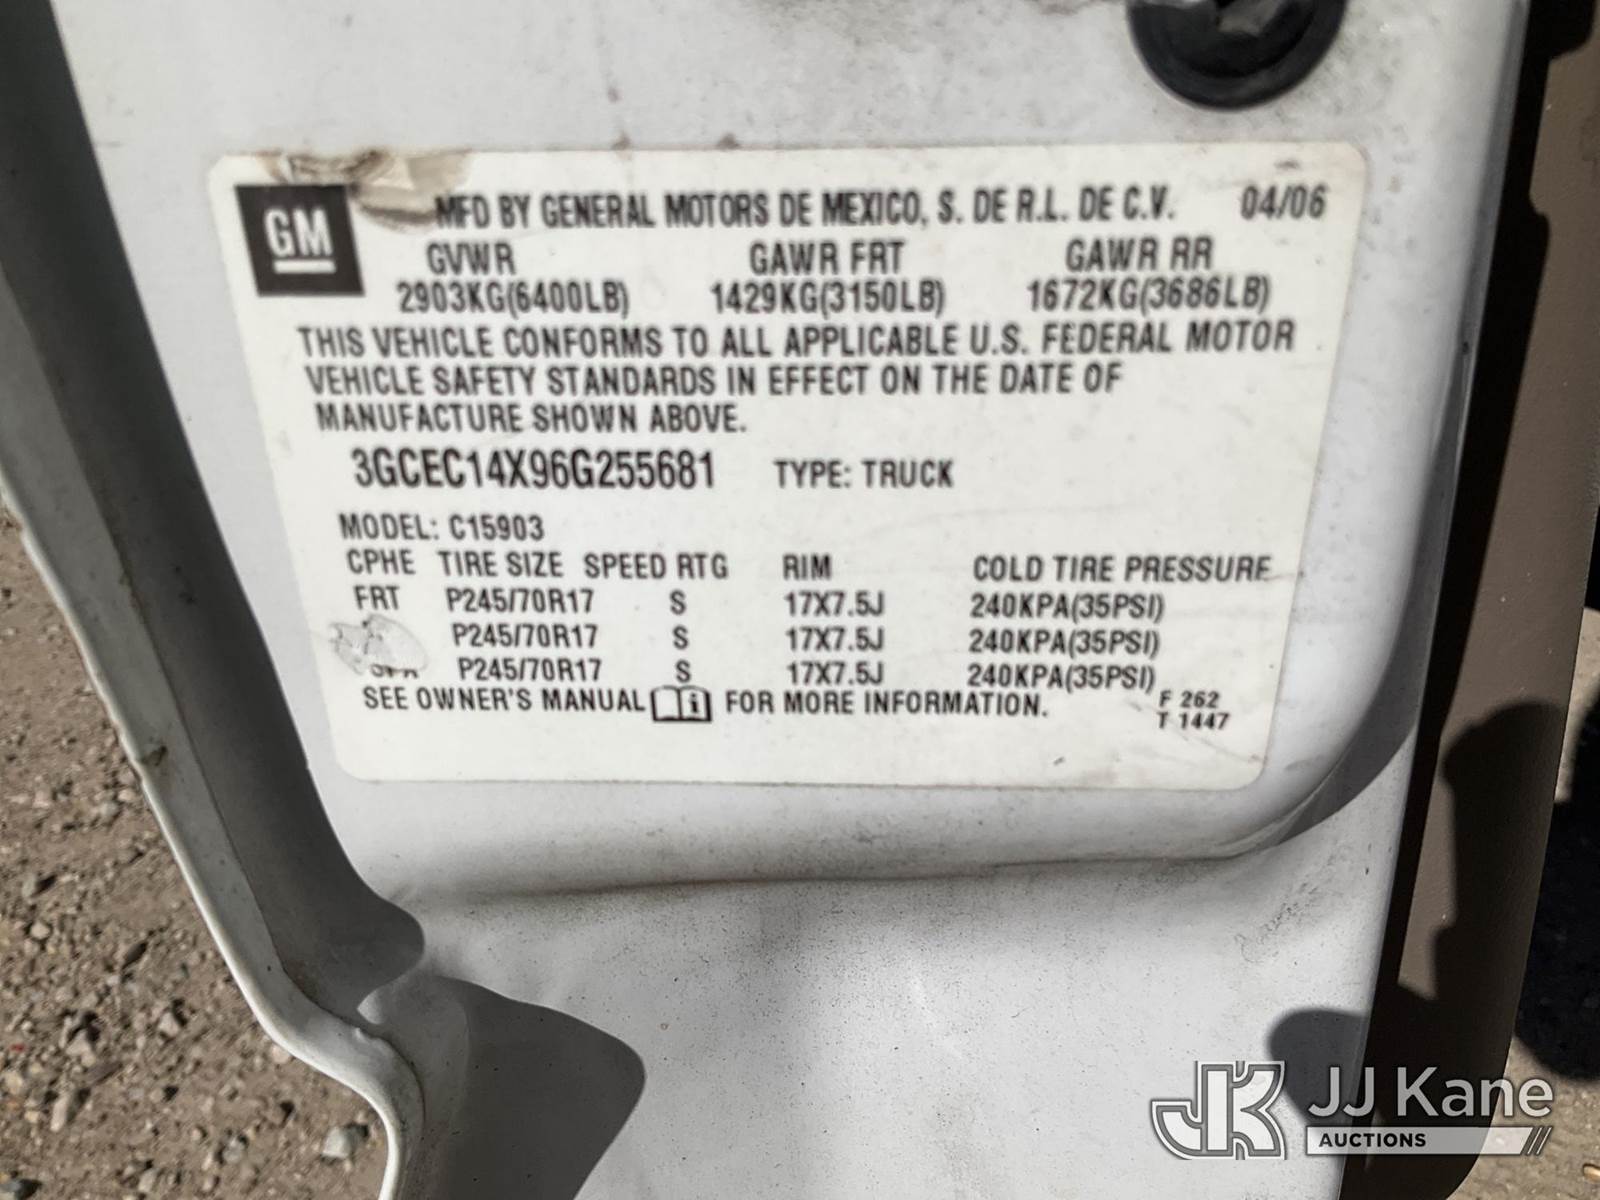 GM
MFD BY GENERAL MOTORS DE MEXICO, S. DE R.L. DE C.V. 04/06
GVWR GAWR FRT GAWR RR
2903KG(6400LB) 1429KG(3150LB) 1672KG(3686LB)
THIS VEHICLE CONFORMS TO ALL APPLICABLE U.S. FEDERAL MOTOR
VEHICLE SAFETY STANDARDS IN EFFECT ON THE DATE OF
MANUFACTURE SHOWN ABOVE.
3GCEC14X96G255681 TYPE: TRUCK
MODEL: C15903
CPHE TIRE SIZE SPEED RTG RIM COLD TIRE PRESSURE
FRT P245/70R17 S 17X7.5J 240KPA(35PSI)
P245/70R17 S 17X7.5J 240KPA(35PSI)
P245/70R17 S 17X7.5J 240KPA(35PSI)
SEE OWNER'S MANUAL i FOR MORE INFORMATION.
F 262
T 1447
JK JJ Kane
AUCTIONS